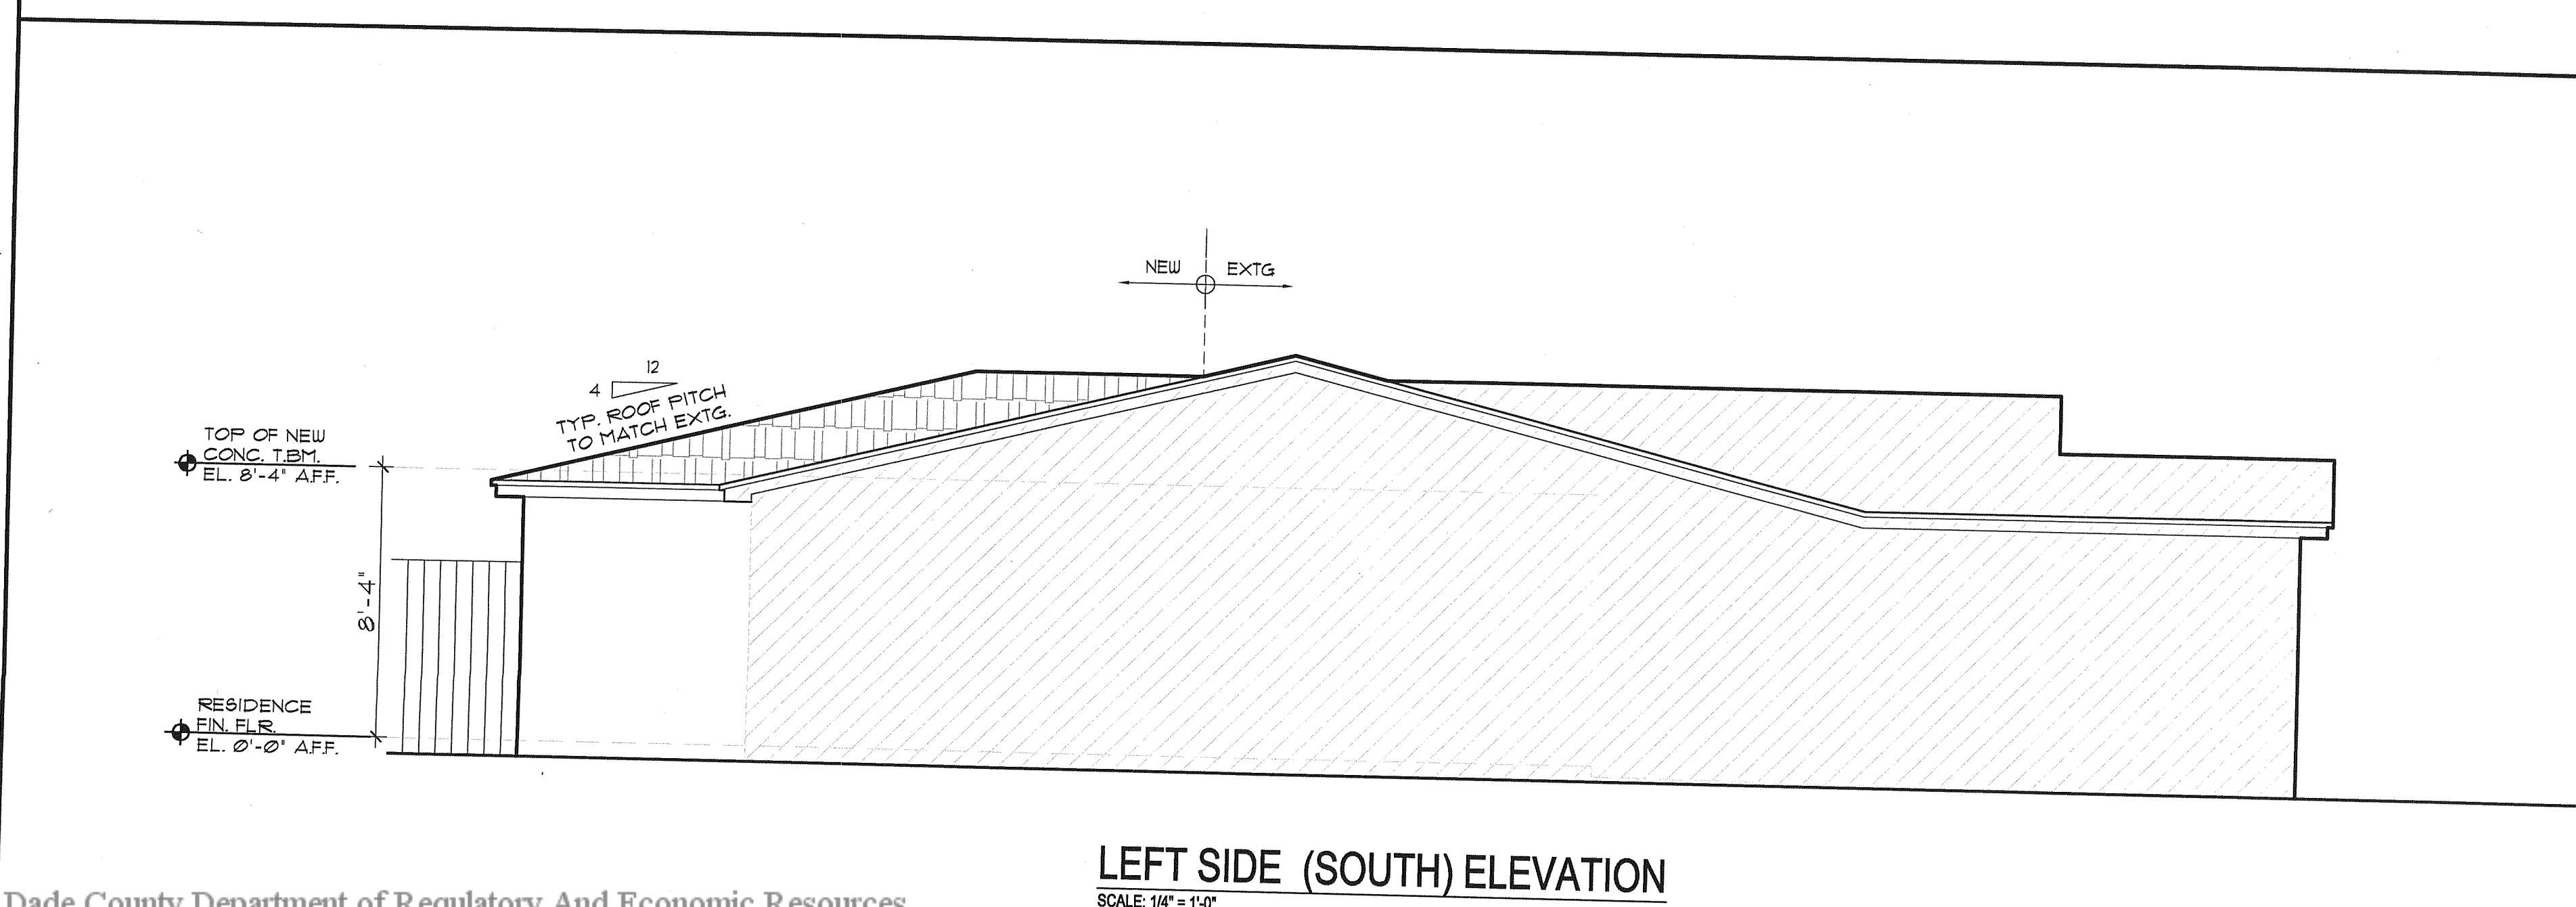 NEW EXTG
12
4
TYP. ROOF PITCH
TO MATCH EXTG.
TOP OF NEW
CONC. T.BM.
EL. 8'-4" A.F.F.
8'-4"
RESIDENCE
FIN. FLR.
EL. 0'-0" A.F.F.
LEFT SIDE (SOUTH) ELEVATION
SCALE: 1/4" = 1'-0"
Dade County Department of Regulatory And Economic Resources